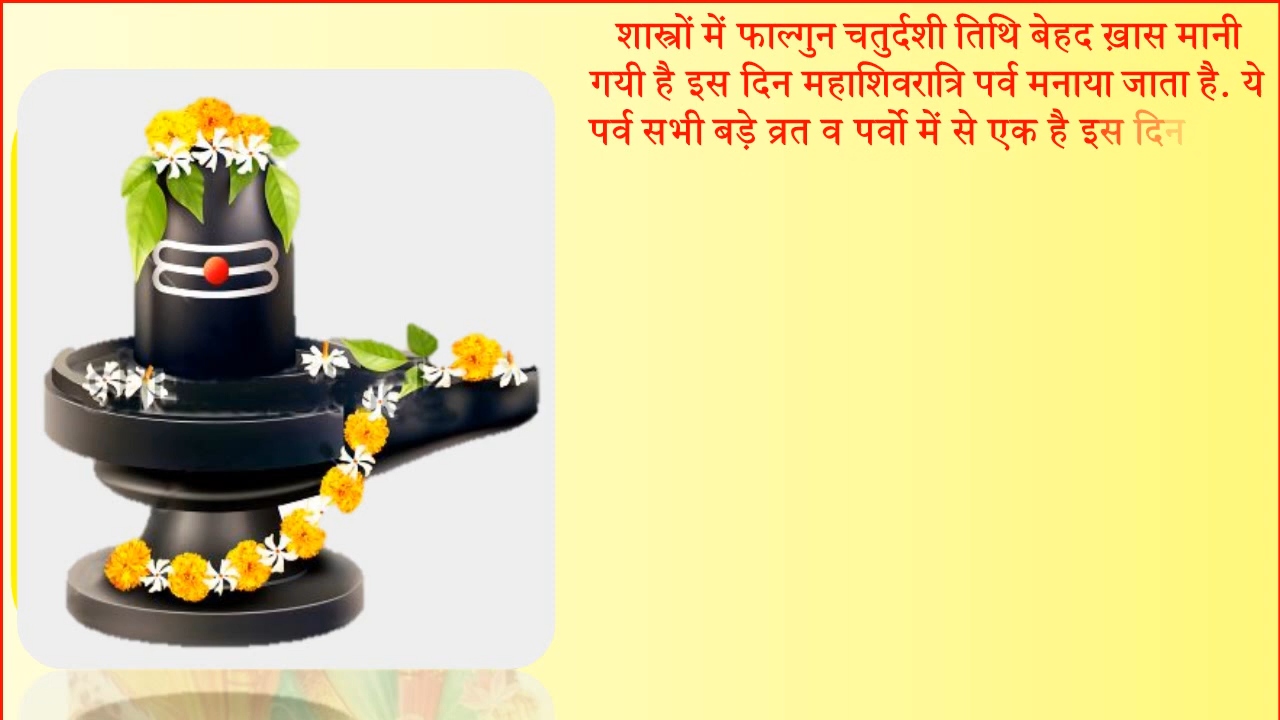 शास्त्रों में फाल्गुन चतुर्दशी तिथि बेहद ख़ास मानी
गयी है इस दिन महाशिवरात्रि पर्व मनाया जाता है. ये
पर्व सभी बड़े व्रत व पर्वो में से एक है इस दिन